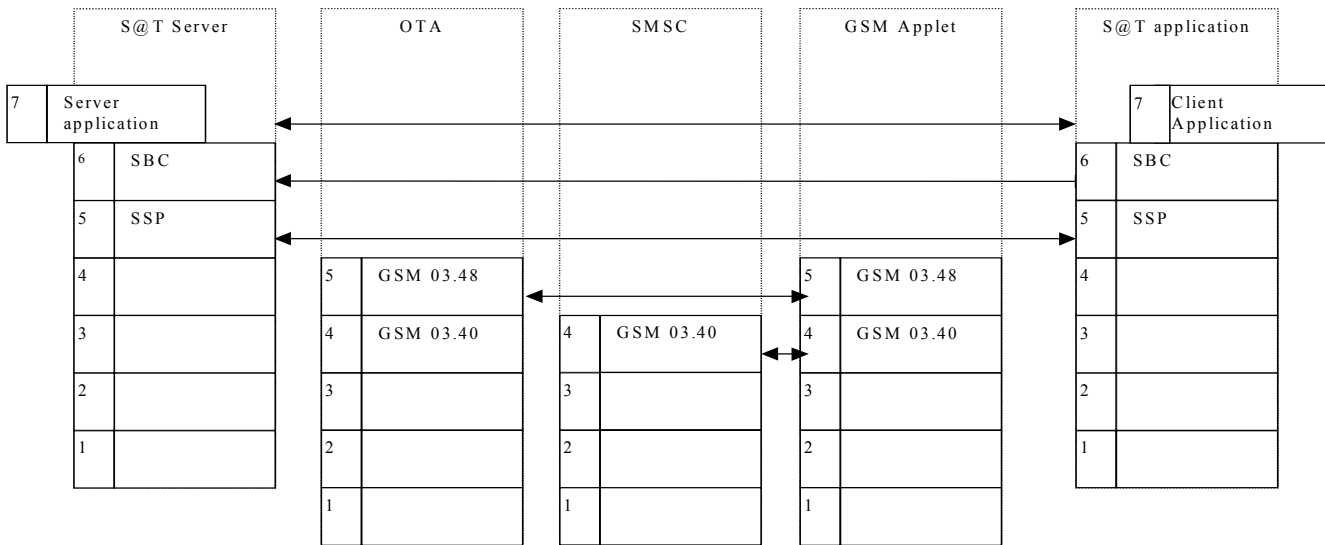 S@T Server OTA SMSC GSM Applet S@T application
7 Server application 7 Client Application
6 SBC 6 SBC
5 SSP 5 SSP
4 5 GSM 03.48 5 GSM 03.48 4
3 4 GSM 03.40 4 GSM 03.40 4 GSM 03.40 3
2 3 3 3 2
1 2 2 2 1
1 1 1